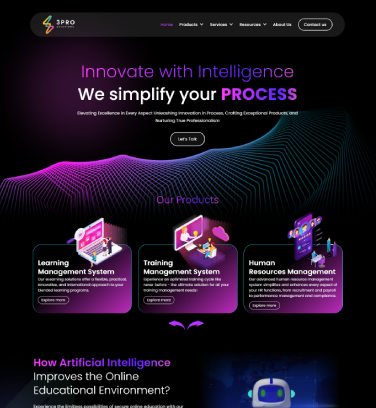 3PRO
Home Products Services Resources About Us Contact us
Innovate with Intelligence
We simplify your PROCESS
Elevating Excellence in Every Aspect Unleashing Innovation in Process, Crafting Exceptional Products, and
Nurturing True Professionalism
Let's Talk
Our Products
Learning
Management System
Our elearning solutions offer a flexible, practical,
innovative, and international approach to your
blended learning programs.
Explore more
Training
Management System
Experience an optimized training cycle like
never before - the ultimate solution for all your
training management needs
Explore more
Human
Resources Management
Our advanced human resource management
system simplifies and enhances every aspect of
your HR functions, from recruitment and payroll
to performance management and compliance.
Explore more
How Artificial Intelligence
Improves the Online
Educational Environment?
Experience the limitless possibilities of secure online education with our